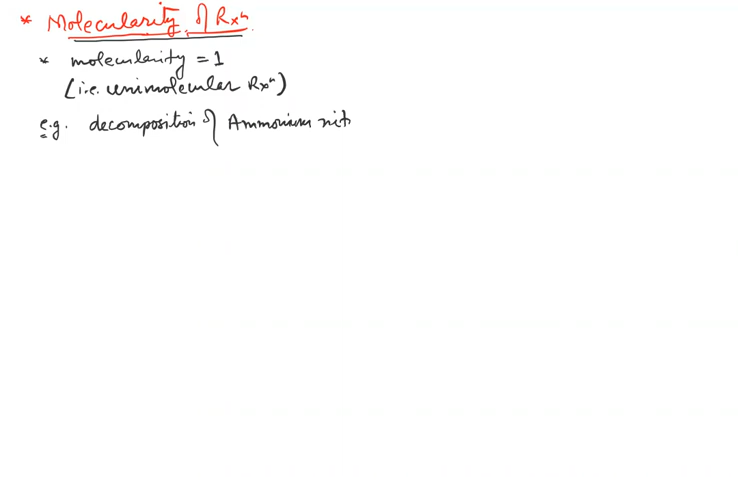 * Molecularity of Rxⁿ.
* molecularity = 1
(i.e. unimolecular Rxⁿ)
e.g. decomposition of Ammonium nit